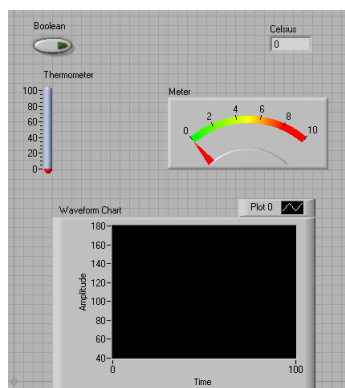 Boolean
Celsius
0
Thermometer
100
80
60
40
20
0
Meter
0 2 4 6 8 10
Waveform Chart
Plot 0
180
160
140
120
100
80
60
40
Amplitude
0 100
Time